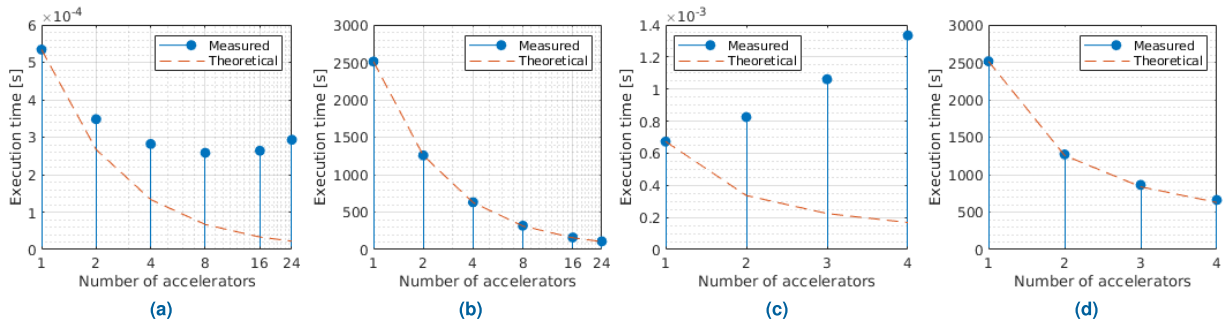 ×10⁻⁴
6
5
4
3
2
1
0
Execution time [s]
Measured
Theoretical
1 2 4 8 16 24
Number of accelerators
(a)
3000
2500
2000
1500
1000
500
0
Execution time [s]
Measured
Theoretical
1 2 4 8 16 24
Number of accelerators
(b)
×10⁻³
1.4
1.2
1
0.8
0.6
0.4
0.2
0
Execution time [s]
Measured
Theoretical
1 2 3 4
Number of accelerators
(c)
3000
2500
2000
1500
1000
500
0
Execution time [s]
Measured
Theoretical
1 2 3 4
Number of accelerators
(d)